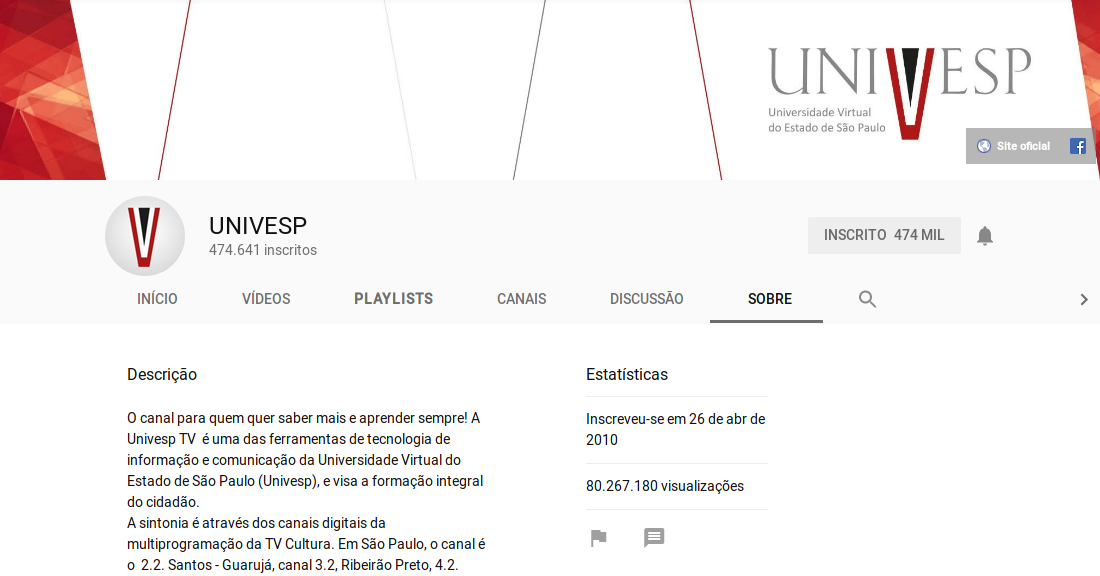 UNIVESP
Universidade Virtual
do Estado de São Paulo
Site oficial
UNIVESP
474.641 inscritos
INSCRITO 474 MIL
INÍCIO VÍDEOS PLAYLISTS CANAIS DISCUSSÃO SOBRE
Descrição
O canal para quem quer saber mais e aprender sempre! A
Univesp TV é uma das ferramentas de tecnologia de
informação e comunicação da Universidade Virtual do
Estado de São Paulo (Univesp), e visa a formação integral
do cidadão.
A sintonia é através dos canais digitais da
multiprogramação da TV Cultura. Em São Paulo, o canal é
o 2.2. Santos - Guarujá, canal 3.2, Ribeirão Preto, 4.2.
Estatísticas
Inscreveu-se em 26 de abr de
2010
80.267.180 visualizações